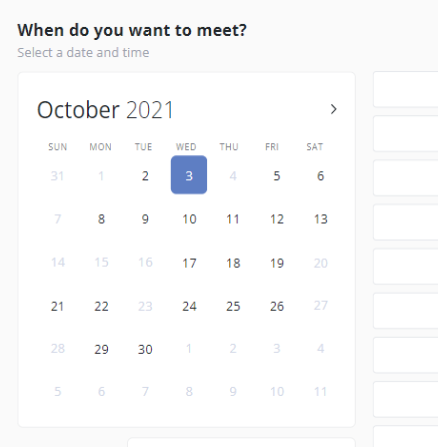 When do you want to meet?
Select a date and time
October 2021
SUN MON TUE WED THU FRI SAT
31 1 2 3 4 5 6
7 8 9 10 11 12 13
14 15 16 17 18 19 20
21 22 23 24 25 26 27
28 29 30 1 2 3 4
5 6 7 8 9 10 11